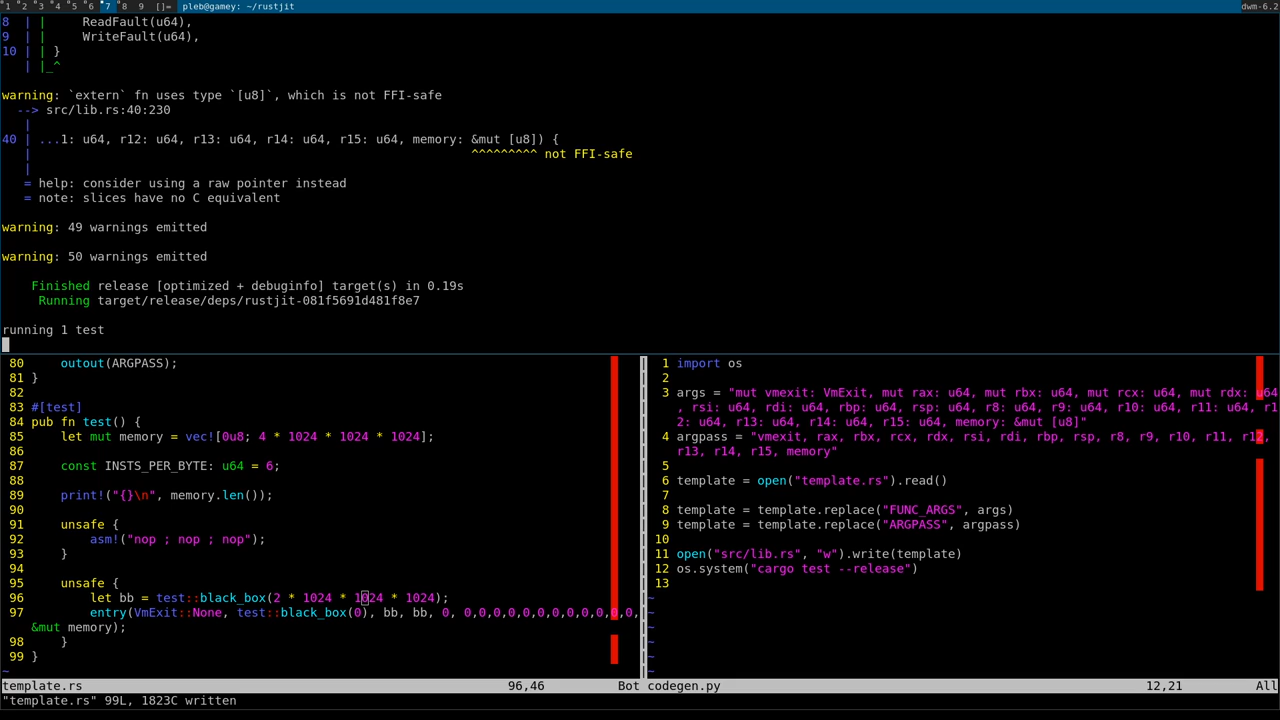 1 2 3 4 5 6 7 8 9 []= pleb@gamey: ~/rustjit dwm-6.2
8 | | ReadFault(u64),
9 | | WriteFault(u64),
10 | | }
| |_^
warning: `extern` fn uses type `[u8]`, which is not FFI-safe
--> src/lib.rs:40:230
|
40 | ...1: u64, r12: u64, r13: u64, r14: u64, r15: u64, memory: &mut [u8]) {
| ^^^^^^^^^ not FFI-safe
|
= help: consider using a raw pointer instead
= note: slices have no C equivalent
warning: 49 warnings emitted
warning: 50 warnings emitted
Finished release [optimized + debuginfo] target(s) in 0.19s
Running target/release/deps/rustjit-081f5691d481f8e7
running 1 test
80 outout(ARGPASS);
81 }
82
83 #[test]
84 pub fn test() {
85 let mut memory = vec![0u8; 4 * 1024 * 1024 * 1024];
86
87 const INSTS_PER_BYTE: u64 = 6;
88
89 print!("{}\n", memory.len());
90
91 unsafe {
92 asm!("nop ; nop ; nop");
93 }
94
95 unsafe {
96 let bb = test::black_box(2 * 1024 * 1024 * 1024);
97 entry(VmExit::None, test::black_box(0), bb, bb, 0, 0,0,0,0,0,0,0,0,0,0,0,
&mut memory);
98 }
99 }
~
template.rs 96,46 Bot
1 import os
2
3 args = "mut vmexit: VmExit, mut rax: u64, mut rbx: u64, mut rcx: u64, mut rdx: u64
, rsi: u64, rdi: u64, rbp: u64, rsp: u64, r8: u64, r9: u64, r10: u64, r11: u64, r1
2: u64, r13: u64, r14: u64, r15: u64, memory: &mut [u8]"
4 argpass = "vmexit, rax, rbx, rcx, rdx, rsi, rdi, rbp, rsp, r8, r9, r10, r11, r12,
r13, r14, r15, memory"
5
6 template = open("template.rs").read()
7
8 template = template.replace("FUNC_ARGS", args)
9 template = template.replace("ARGPASS", argpass)
10
11 open("src/lib.rs", "w").write(template)
12 os.system("cargo test --release")
13
~
~
~
~
~
~
codegen.py 12,21 All
"template.rs" 99L, 1823C written